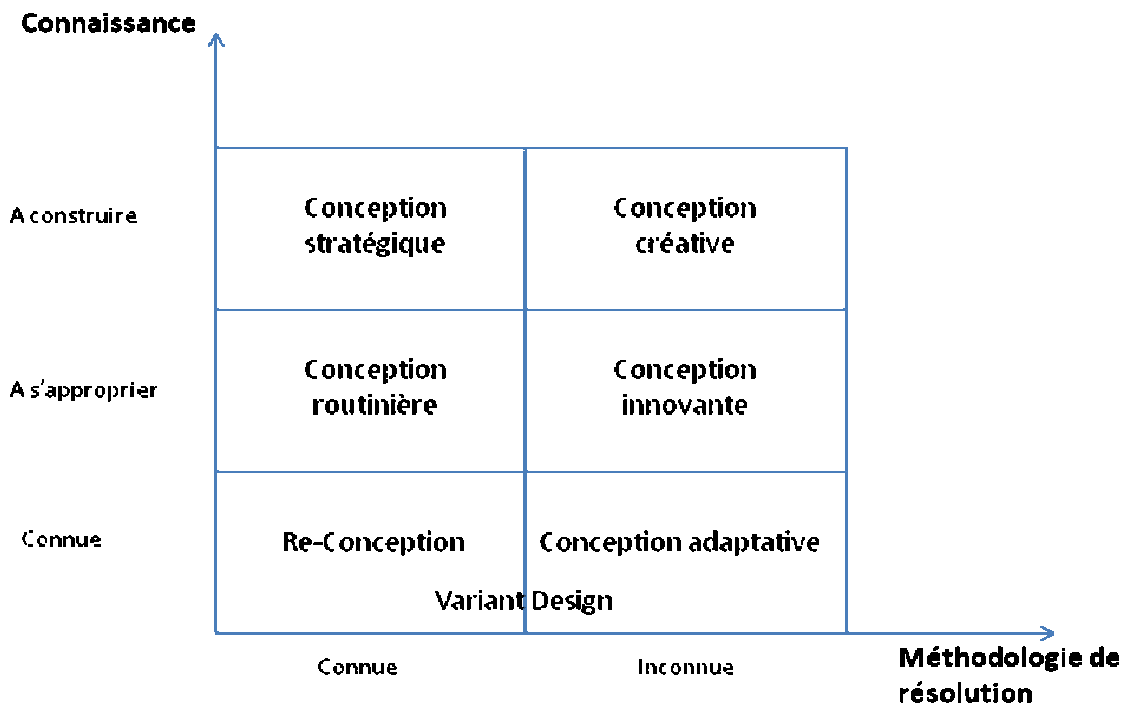 Connaissance
A construire
Conception
stratégique
Conception
créative
A s'approprier
Conception
routinière
Conception
innovante
Connue
Re-Conception
Conception adaptative
Variant Design
Connue
Inconnue
Méthodologie de
résolution